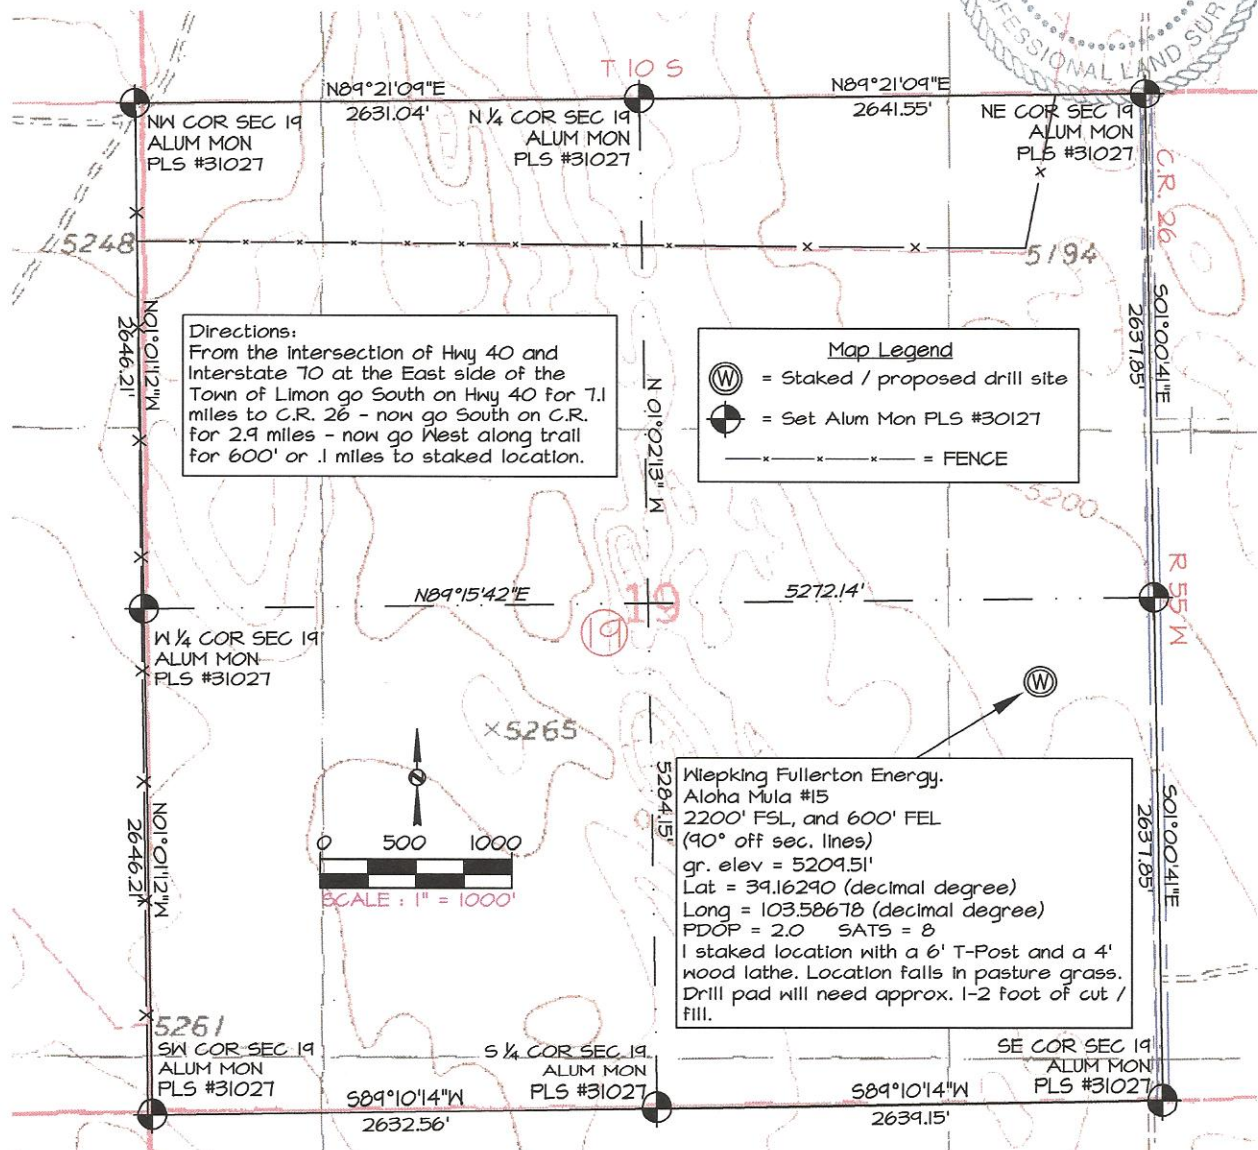 OFESSIONAL LAND SUR
T 10 S
N89°21'09"E
2631.04'
N89°21'09"E
2641.55'
NW COR SEC 19
ALUM MON
PLS #31027
N ¼ COR SEC 19
ALUM MON
PLS #31027
NE COR SEC 19
ALUM MON
PLS #31027
C.R. 26
5248
5194
N01°01'12"W
2646.21'
S01°00'41"E
2637.85'
Directions:
From the intersection of Hwy 40 and
Interstate 70 at the East side of the
Town of Limon go South on Hwy 40 for 7.1
miles to C.R. 26 - now go South on C.R.
for 2.9 miles - now go West along trail
for 600' or .1 miles to staked location.
Map Legend
W = Staked / proposed drill site
= Set Alum Mon PLS #30127
= FENCE
N 01°02'13" W
5200
N89°15'42"E
5272.14'
19
19
R 55 W
W ¼ COR SEC 19
ALUM MON
PLS #31027
W
×5265
5284.15'
Wiepking Fullerton Energy.
Aloha Mula #15
2200' FSL, and 600' FEL
(90° off sec. lines)
gr. elev = 5209.51'
Lat = 39.16290 (decimal degree)
Long = 103.58678 (decimal degree)
PDOP = 2.0 SATS = 8
I staked location with a 6' T-Post and a 4'
wood lathe. Location falls in pasture grass.
Drill pad will need approx. 1-2 foot of cut /
fill.
0 500 1000
SCALE : 1" = 1000'
N01°01'12"W
2646.21'
S01°00'41"E
2637.85'
5261
SW COR SEC 19
ALUM MON
PLS #31027
S ¼ COR SEC 19
ALUM MON
PLS #31027
SE COR SEC 19
ALUM MON
PLS #31027
S89°10'14"W
2632.56'
S89°10'14"W
2639.15'